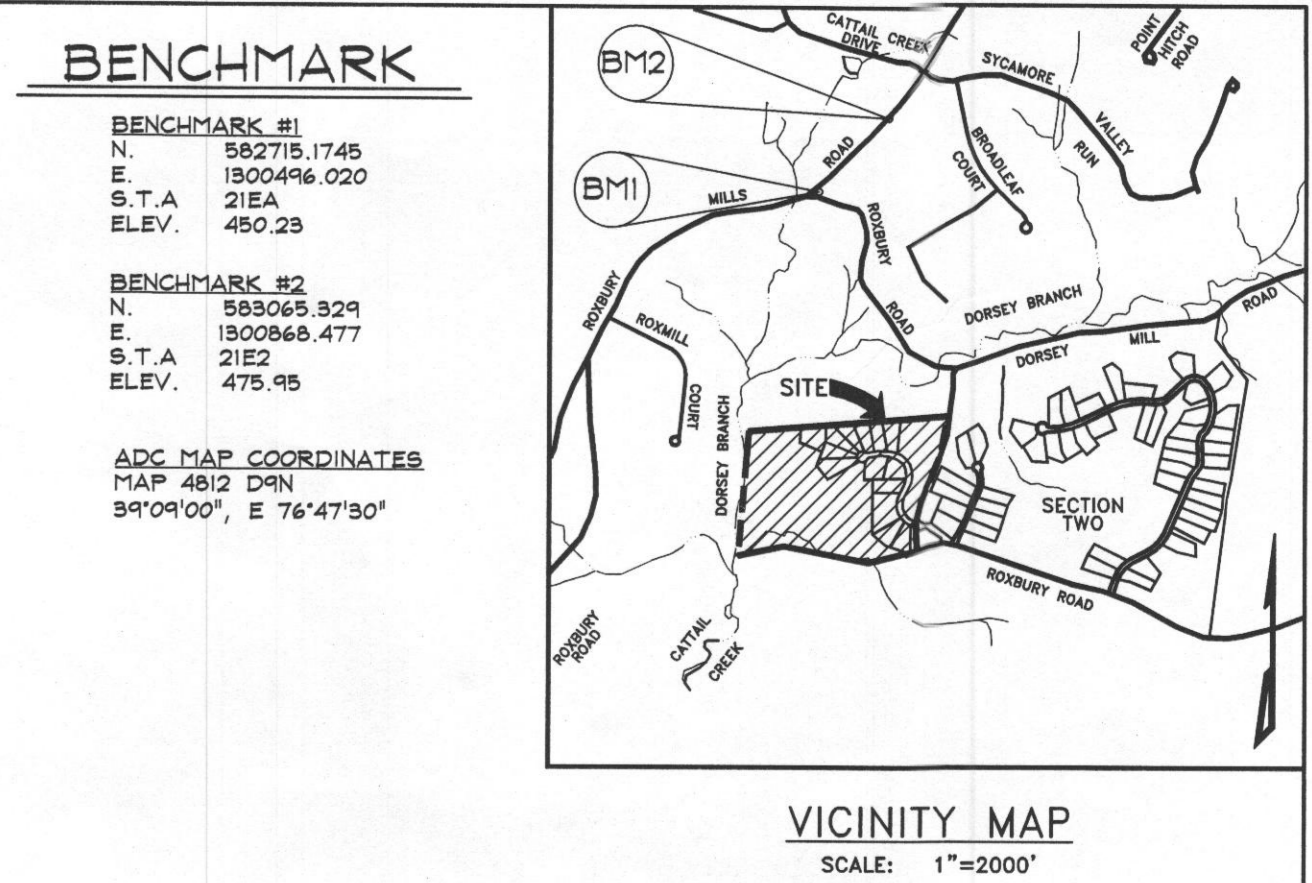 BENCHMARK
BENCHMARK #1
N. 582715.1745
E. 1300496.020
S.T.A 21EA
ELEV. 450.23
BENCHMARK #2
N. 583065.329
E. 1300868.477
S.T.A 21E2
ELEV. 475.95
ADC MAP COORDINATES
MAP 4812 D9N
39°09'00", E 76°47'30"
CATTAIL CREEK
DRIVE
POINT
HITCH
ROAD
BM2
SYCAMORE
VALLEY
RUN
BROADLEAF
COURT
ROAD
BM1
MILLS
ROXBURY
ROXBURY
ROAD
DORSEY BRANCH
ROAD
ROXMILL
COURT
DORSEY
MILL
SITE
DORSEY BRANCH
SECTION
TWO
ROXBURY ROAD
ROXBURY
ROAD
CATTAIL
CREEK
VICINITY MAP
SCALE: 1"=2000'